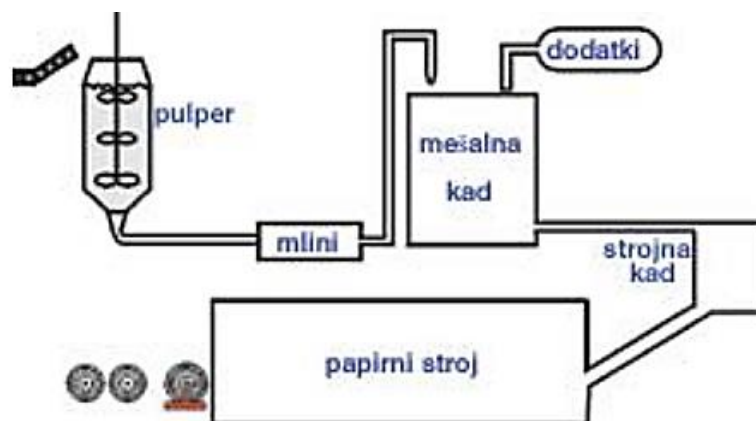 dodatki
pulper
mešalna
kad
mlini
strojna
kad
papirni stroj